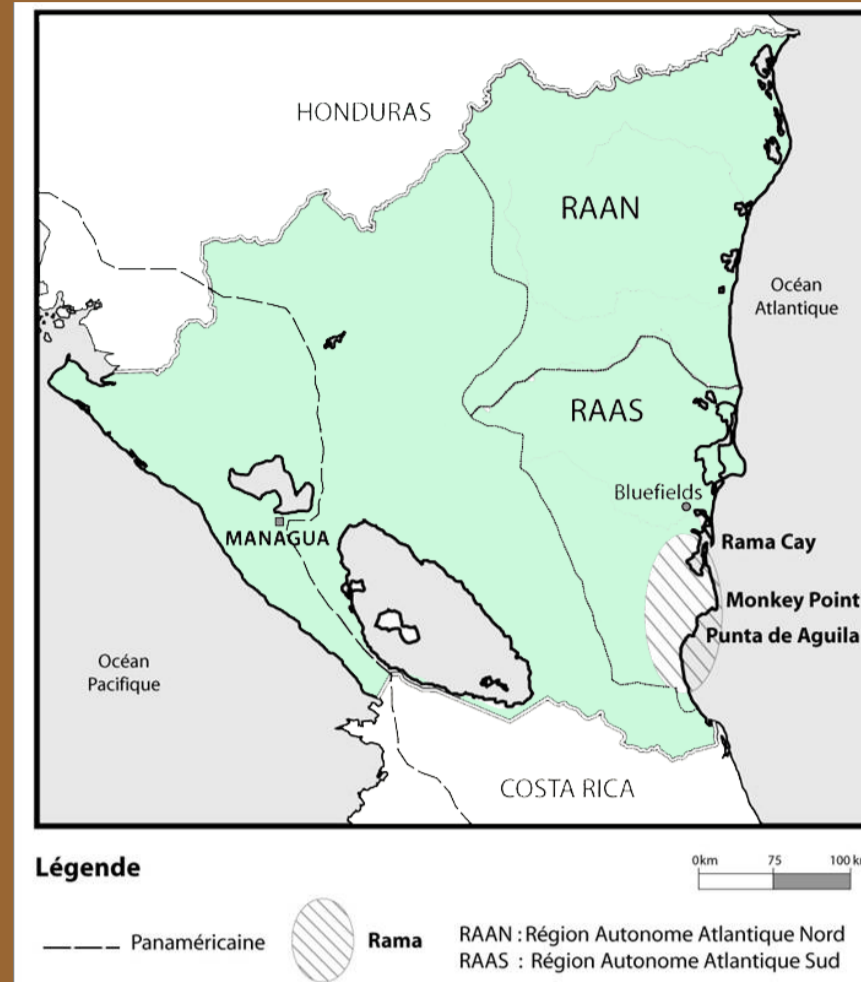 HONDURAS
RAAN
Océan
Atlantique
RAAS
Bluefields
MANAGUA
Rama Cay
Monkey Point
Punta de Aguila
Océan
Pacifique
COSTA RICA
Légende
0km 75 100 k
Panaméricaine
Rama
RAAN : Région Autonome Atlantique Nord
RAAS : Région Autonome Atlantique Sud